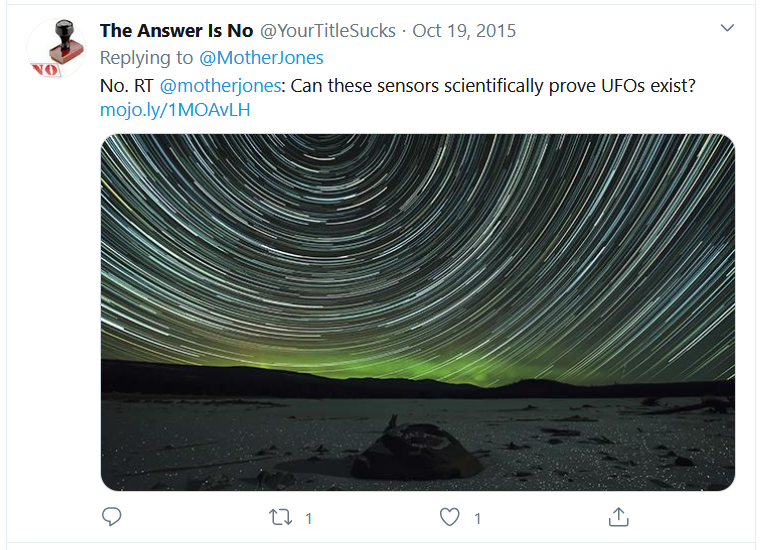 The Answer Is No @YourTitleSucks · Oct 19, 2015
Replying to @MotherJones
No. RT @motherjones: Can these sensors scientifically prove UFOs exist?
mojo.ly/1MOAvLH
NO
1 1